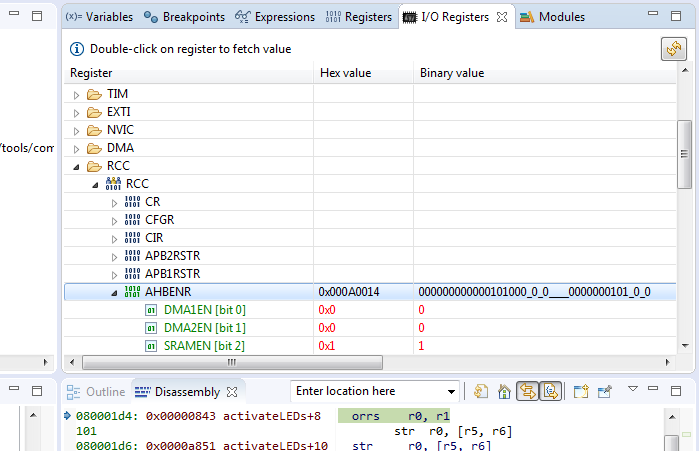 (x)= Variables Breakpoints Expressions Registers I/O Registers Modules
Double-click on register to fetch value
Register Hex value Binary value
TIM
EXTI
/tools/com
NVIC
DMA
RCC
RCC
CR
CFGR
CIR
APB2RSTR
APB1RSTR
AHBENR 0x000A0014 000000000000101000_0_0___0000000101_0_0
DMA1EN [bit 0] 0x0 0
DMA2EN [bit 1] 0x0 0
SRAMEN [bit 2] 0x1 1
Outline Disassembly Enter location here
080001d4: 0x00000843 activateLEDs+8 orrs r0, r1
101 str r0, [r5, r6]
080001d6: 0x0000a851 activateLEDs+10 str r0, [r5, r6]